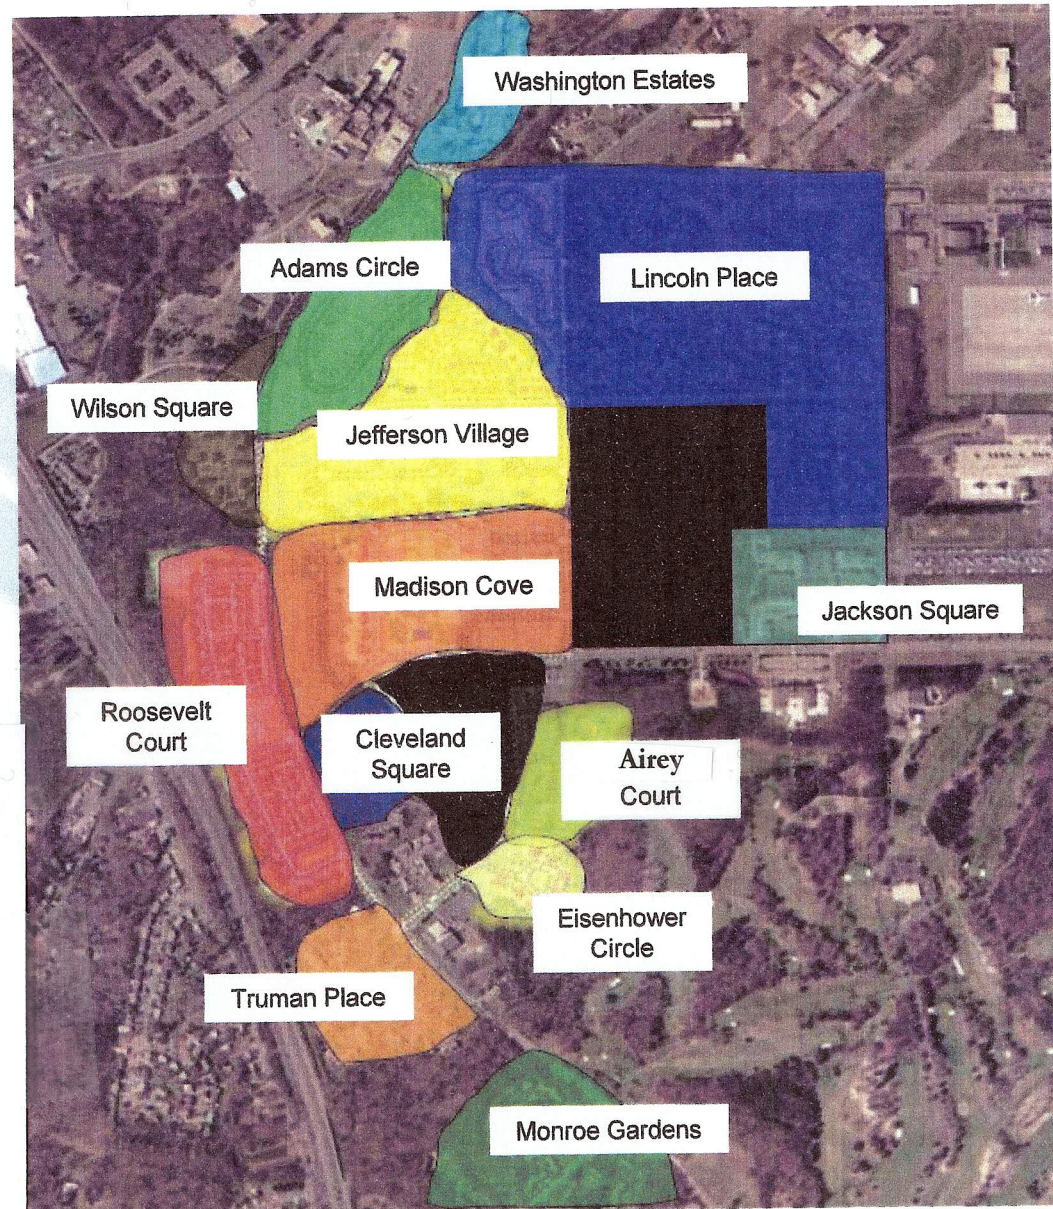 Washington Estates
Adams Circle
Lincoln Place
Wilson Square
Jefferson Village
Madison Cove
Jackson Square
Roosevelt
Court
Cleveland
Square
Airey
Court
Eisenhower
Circle
Truman Place
Monroe Gardens